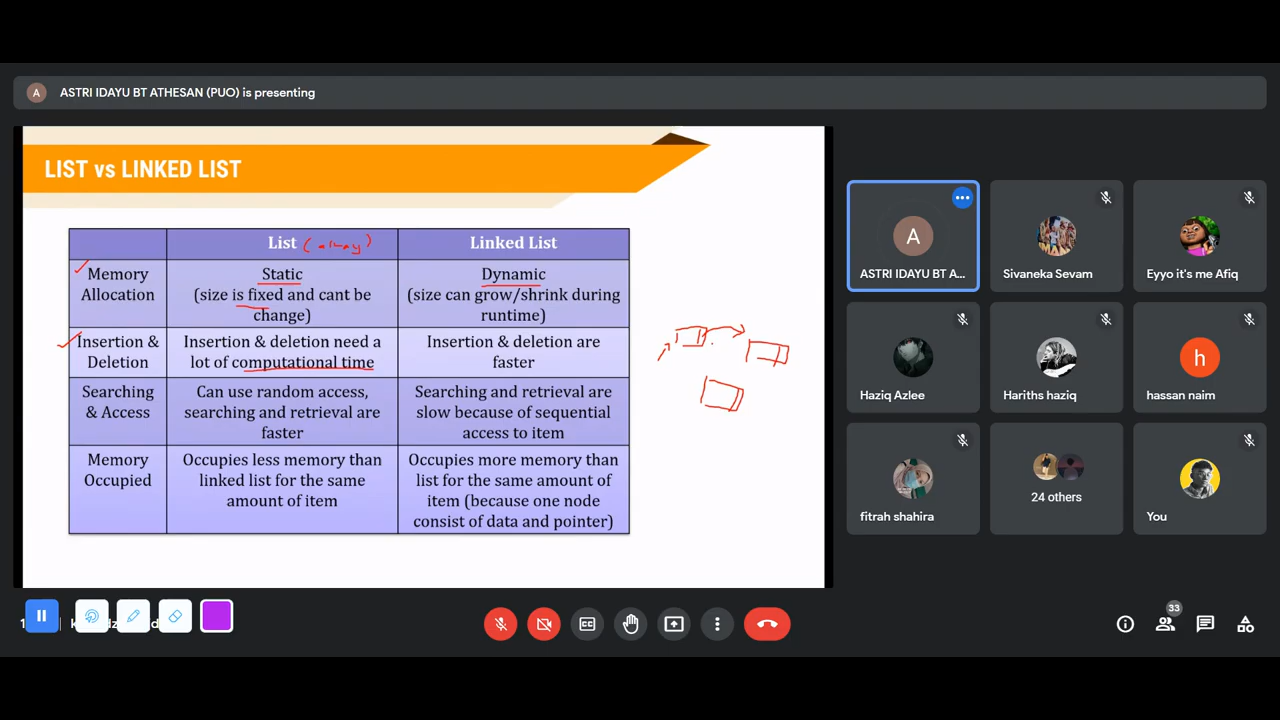 ASTRI IDAYU BT ATHESAN (PUO) is presenting
LIST vs LINKED LIST
List (array)
Linked List
Memory
Allocation
Static
(size is fixed and cant be
change)
Dynamic
(size can grow/shrink during
runtime)
Insertion &
Deletion
Insertion & deletion need a
lot of computational time
Insertion & deletion are
faster
Searching
& Access
Can use random access,
searching and retrieval are
faster
Searching and retrieval are
slow because of sequential
access to item
Memory
Occupied
Occupies less memory than
linked list for the same
amount of item
Occupies more memory than
list for the same amount of
item (because one node
consist of data and pointer)
A
ASTRI IDAYU BT A...
Sivaneka Sevam
Eyyo it's me Afiq
Haziq Azlee
Hariths haziq
h
hassan naim
fitrah shahira
24 others
You
33